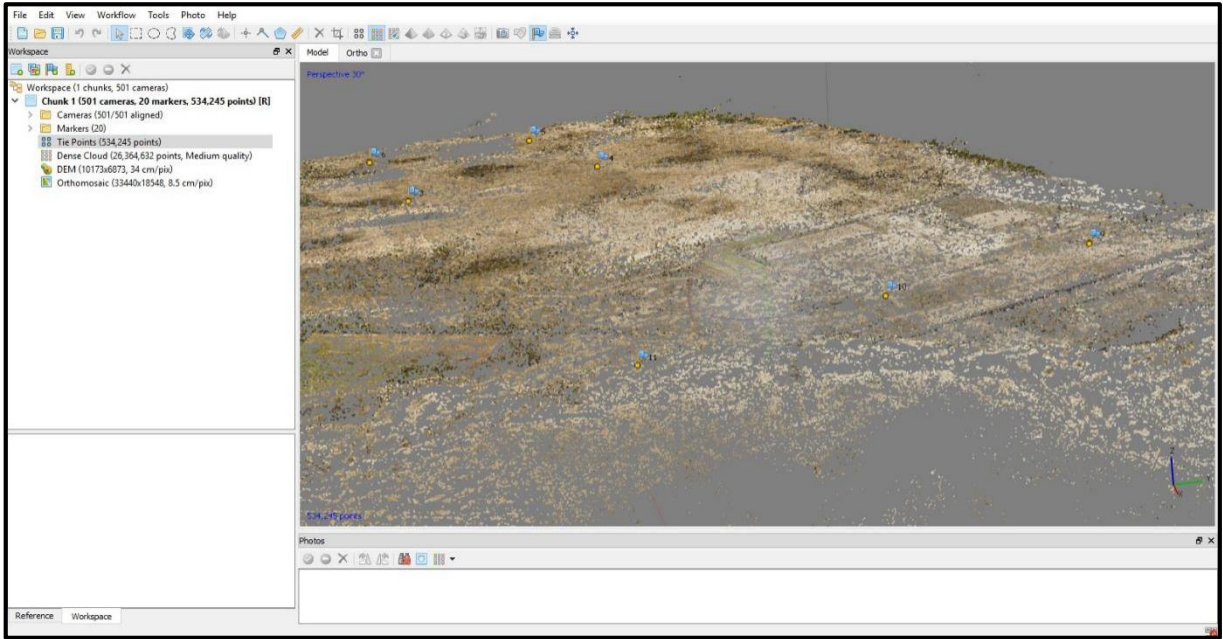 File Edit View Workflow Tools Photo Help
Workspace
Model Ortho
Perspective 30°
Workspace (1 chunks, 501 cameras)
Chunk 1 (501 cameras, 20 markers, 534,245 points) [R]
Cameras (501/501 aligned)
Markers (20)
Tie Points (534,245 points)
Dense Cloud (26,364,632 points, Medium quality)
DEM (10173x6873, 34 cm/pix)
Orthomosaic (33440x18548, 8.5 cm/pix)
4
10
11
Z
Y
X
534,245 points
Photos
Reference Workspace